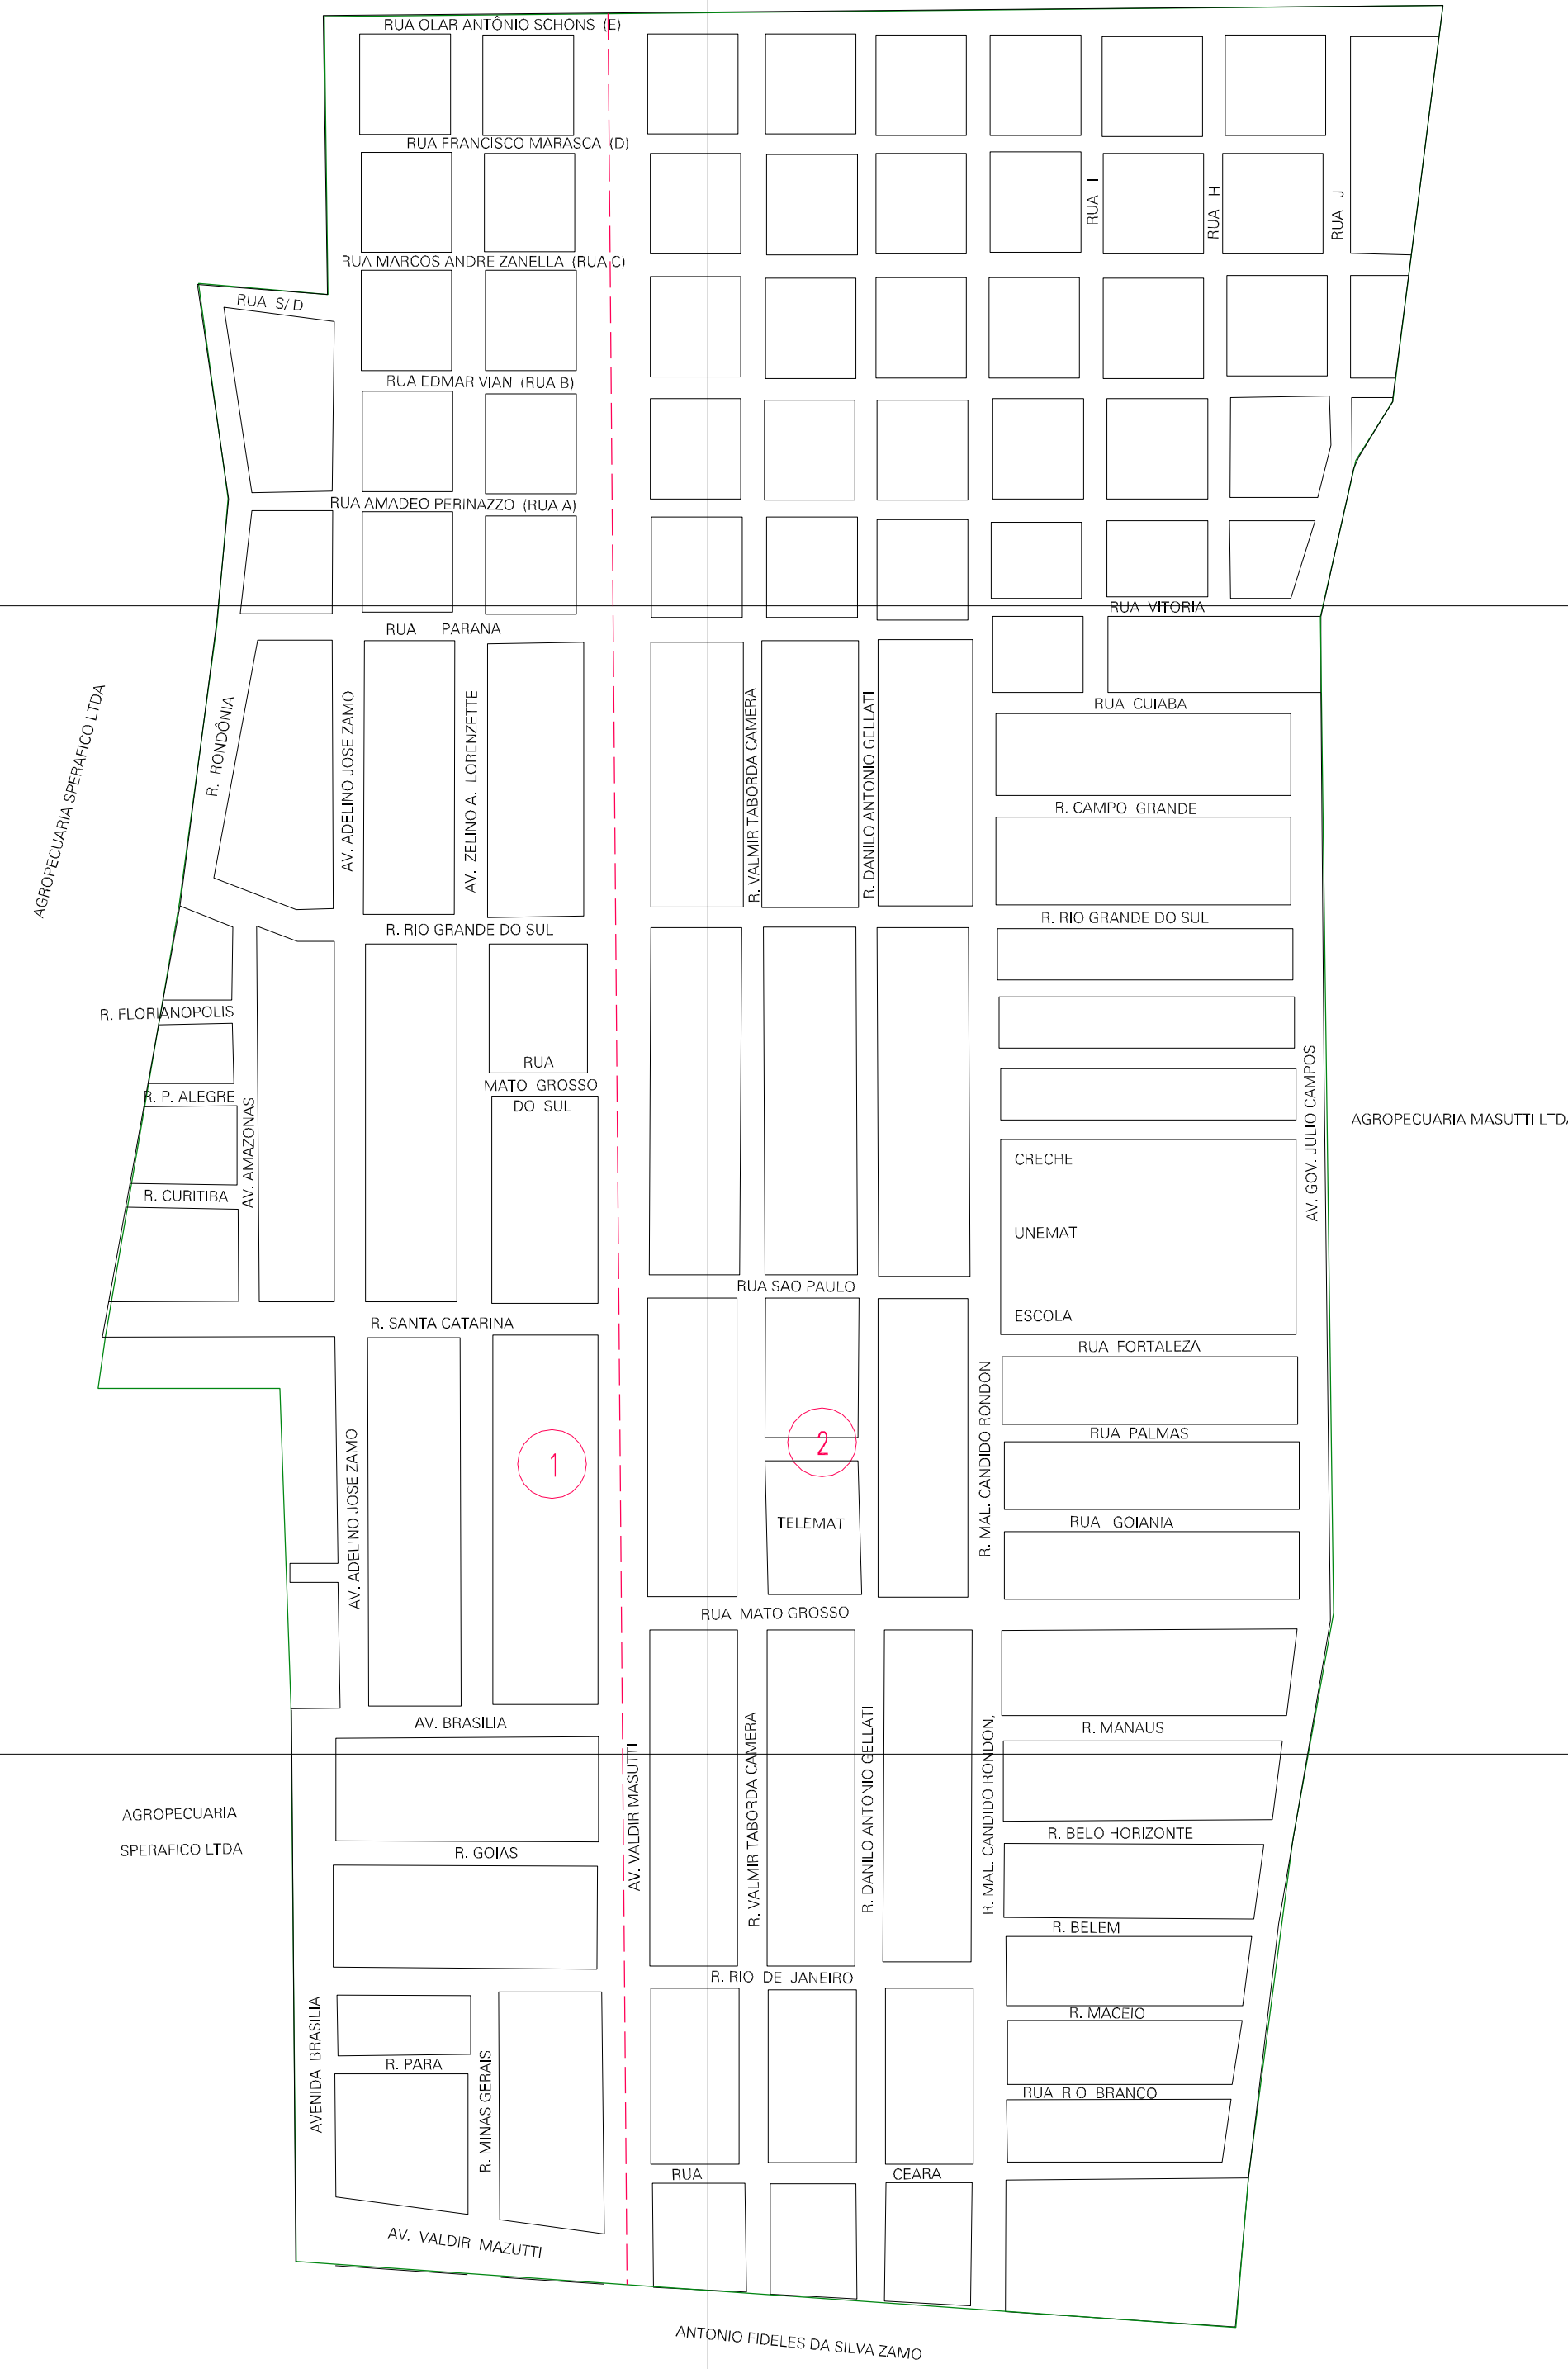 RUA OLAR ANTÔNIO SCHONS (E)
RUA FRANCISCO MARASCA (D)
RUA I
RUA H
RUA J
RUA MARCOS ANDRE ZANELLA (RUA C)
RUA S/D
RUA EDMAR VIAN (RUA B)
RUA AMADEO PERINAZZO (RUA A)
RUA VITORIA
RUA PARANA
AGROPECUARIA SPERAFICO LTDA
R. RONDÔNIA
AV. ADELINO JOSE ZAMO
AV. ZELINO A. LORENZETTE
R. VALMIR TABORDA CAMERA
R. DANILO ANTONIO GELLATI
RUA CUIABA
R. CAMPO GRANDE
R. RIO GRANDE DO SUL
R. RIO GRANDE DO SUL
R. FLORIANOPOLIS
RUA
MATO GROSSO
DO SUL
R. P. ALEGRE
AV. AMAZONAS
R. CURITIBA
AV. GOV. JULIO CAMPOS
AGROPECUARIA MASUTTI LTDA
CRECHE
UNEMAT
ESCOLA
RUA SAO PAULO
R. SANTA CATARINA
RUA FORTALEZA
R. MAL. CANDIDO RONDON
RUA PALMAS
1
2
AV. ADELINO JOSE ZAMO
TELEMAT
RUA GOIANIA
RUA MATO GROSSO
AV. BRASILIA
R. MANAUS
AV. VALDIR MASUTTI
R. VALMIR TABORDA CAMERA
R. DANILO ANTONIO GELLATI
R. MAL. CANDIDO RONDON.
AGROPECUARIA
SPERAFICO LTDA
R. BELO HORIZONTE
R. GOIAS
R. BELEM
R. RIO DE JANEIRO
R. MACEIO
AVENIDA BRASILIA
R. PARA
R. MINAS GERAIS
RUA RIO BRANCO
RUA CEARA
AV. VALDIR MAZUTTI
ANTONIO FIDELES DA SILVA ZAMO